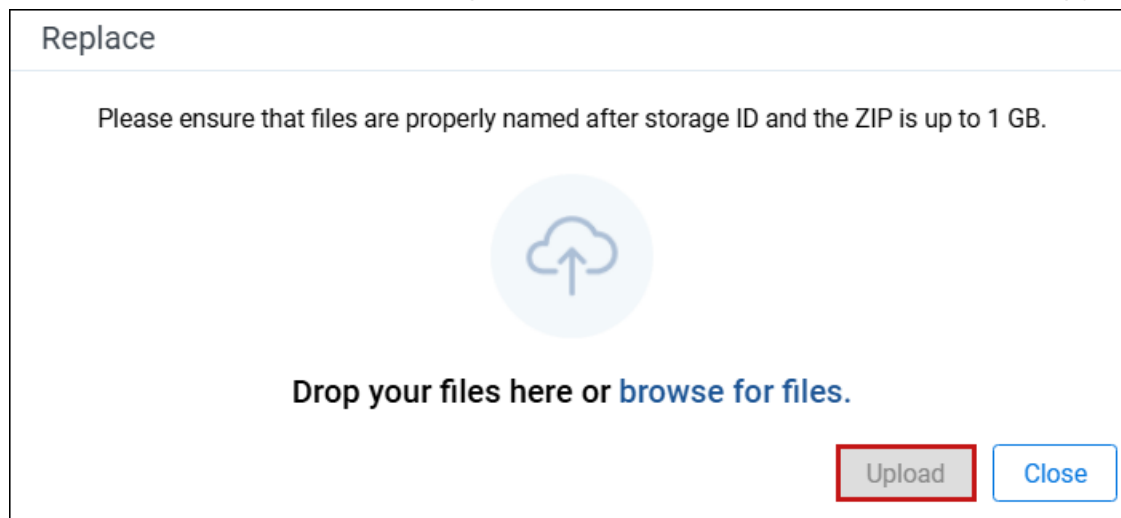 Replace
Please ensure that files are properly named after storage ID and the ZIP is up to 1 GB.
Drop your files here or browse for files.
Upload
Close